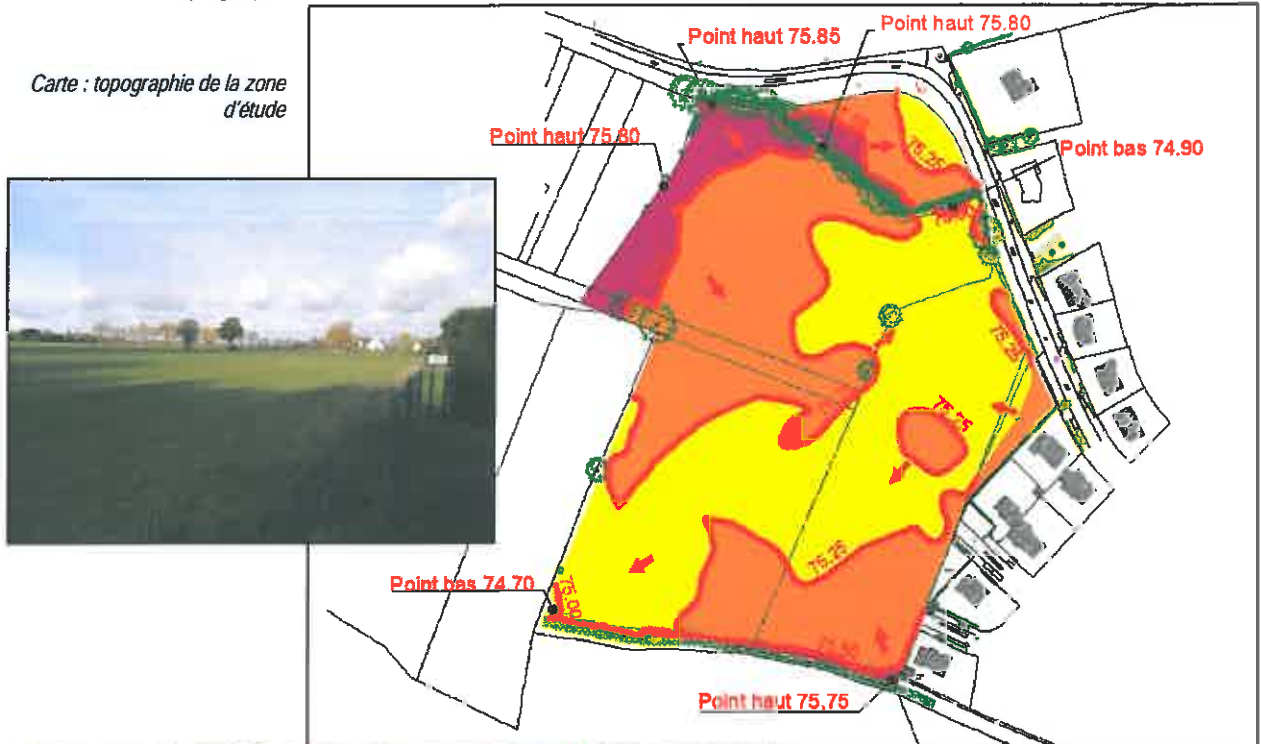 Carte : topographie de la zone
d'étude
Point haut 75.85
Point haut 75.80
Point haut 75.80
Point bas 74.90
75.25
75.25
75.25
Point bas 74.70
75.00
Point haut 75,75